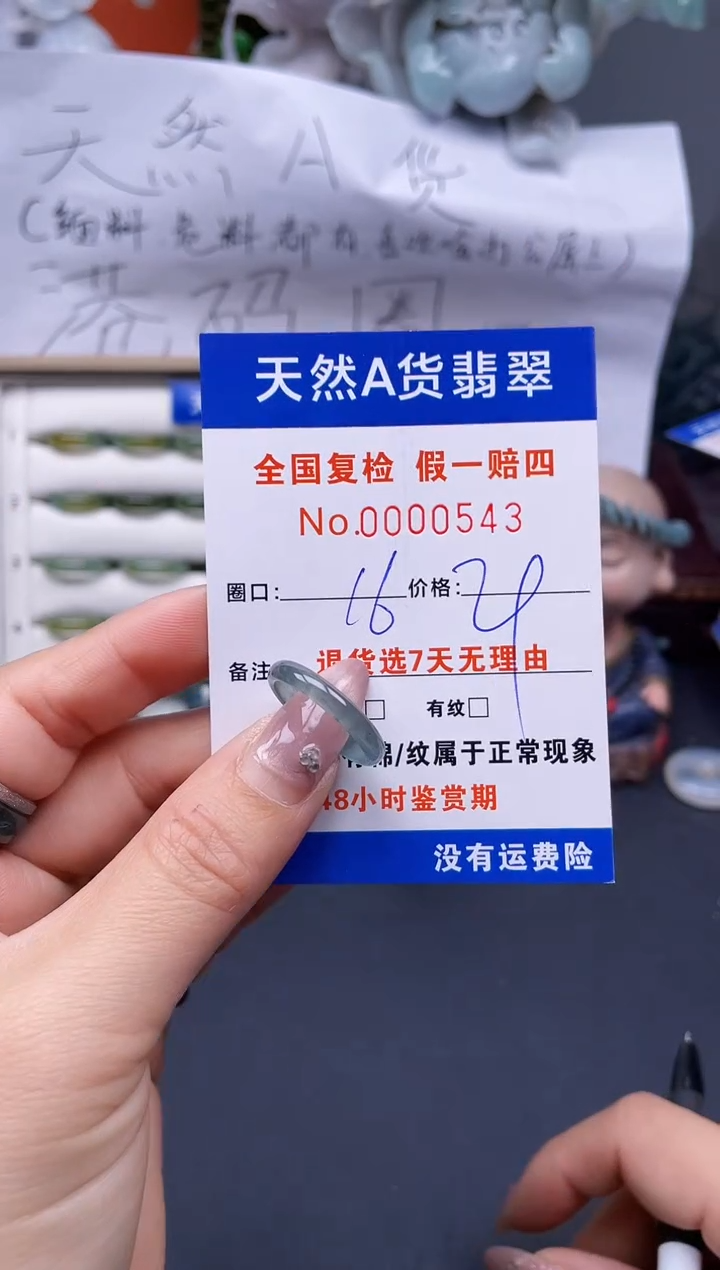 天然A货
港码圈
天然A货翡翠
全国复检 假一赔四
No.0000543
圈口: 16 价格:
备注 退货选7天无理由
□ 有纹□
有棉/纹属于正常现象
48小时鉴赏期
没有运费险